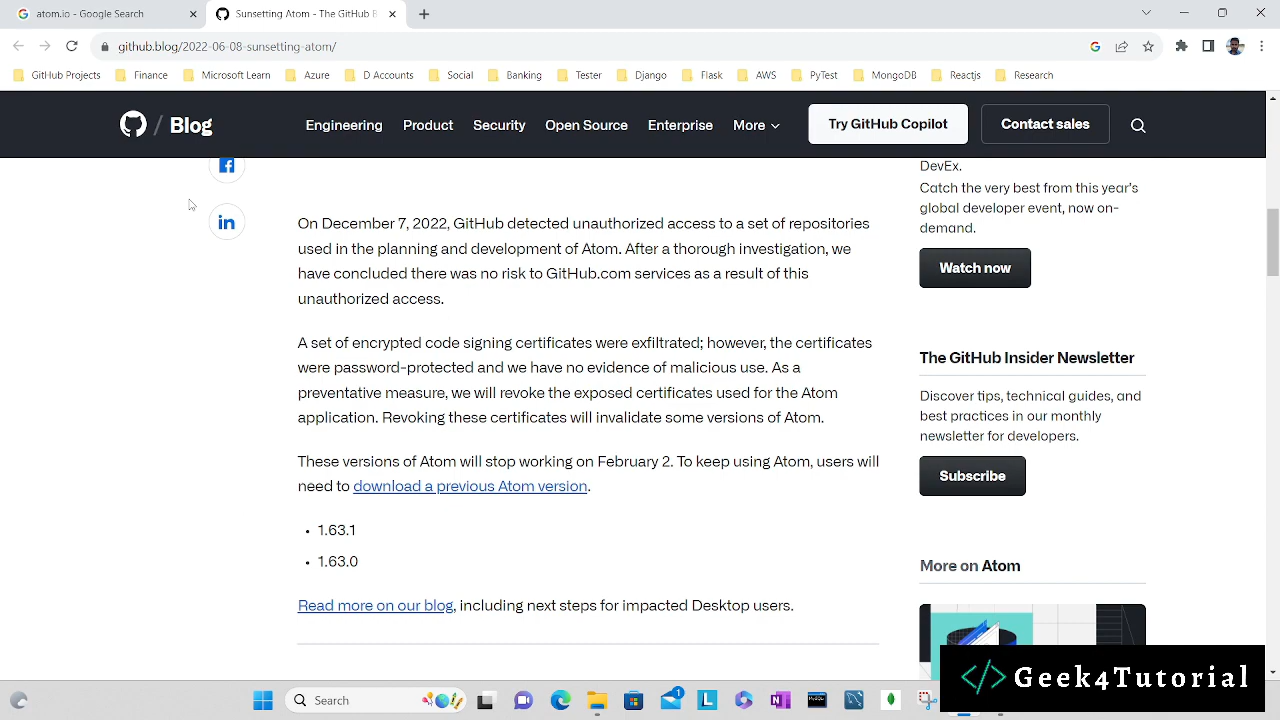 atom.io - Google Search
Sunsetting Atom - The GitHub B
github.blog/2022-06-08-sunsetting-atom/
GitHub Projects Finance Microsoft Learn Azure D Accounts Social Banking Tester Django Flask AWS PyTest MongoDB Reactjs Research
/ Blog Engineering Product Security Open Source Enterprise More Try GitHub Copilot Contact sales
On December 7, 2022, GitHub detected unauthorized access to a set of repositories
used in the planning and development of Atom. After a thorough investigation, we
have concluded there was no risk to GitHub.com services as a result of this
unauthorized access.
A set of encrypted code signing certificates were exfiltrated; however, the certificates
were password-protected and we have no evidence of malicious use. As a
preventative measure, we will revoke the exposed certificates used for the Atom
application. Revoking these certificates will invalidate some versions of Atom.
These versions of Atom will stop working on February 2. To keep using Atom, users will
need to download a previous Atom version.
• 1.63.1
• 1.63.0
Read more on our blog, including next steps for impacted Desktop users.
DevEx.
Catch the very best from this year's
global developer event, now on-
demand.
Watch now
The GitHub Insider Newsletter
Discover tips, technical guides, and
best practices in our monthly
newsletter for developers.
Subscribe
More on Atom
</> Geek4Tutorial
Search